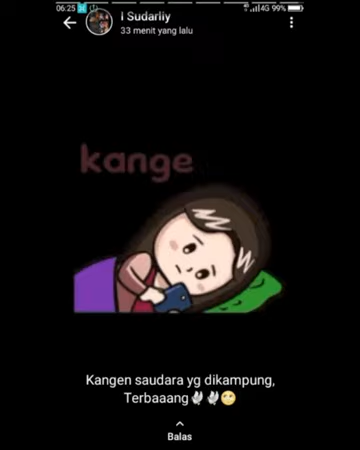 06:25
4G 99%
I Sudarliy
33 menit yang lalu
kange
Kangen saudara yg dikampung,
Terbaaang🕊🕊🙄
Balas